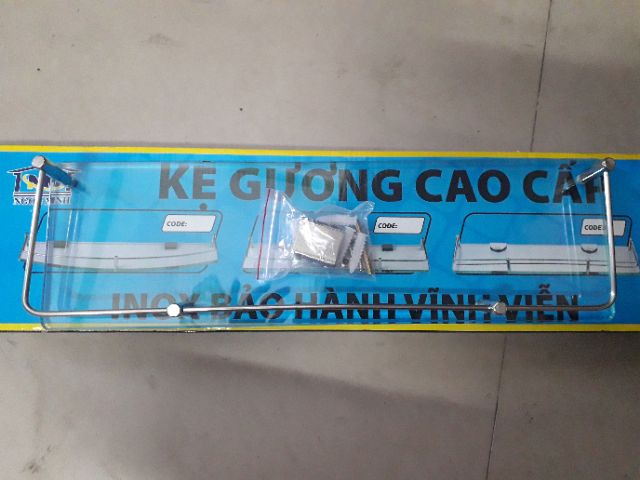 KỆ GƯƠNG CAO CẤP
CODE:
CODE:
CODE:
INOX BẢO HÀNH VĨNH VIỄN